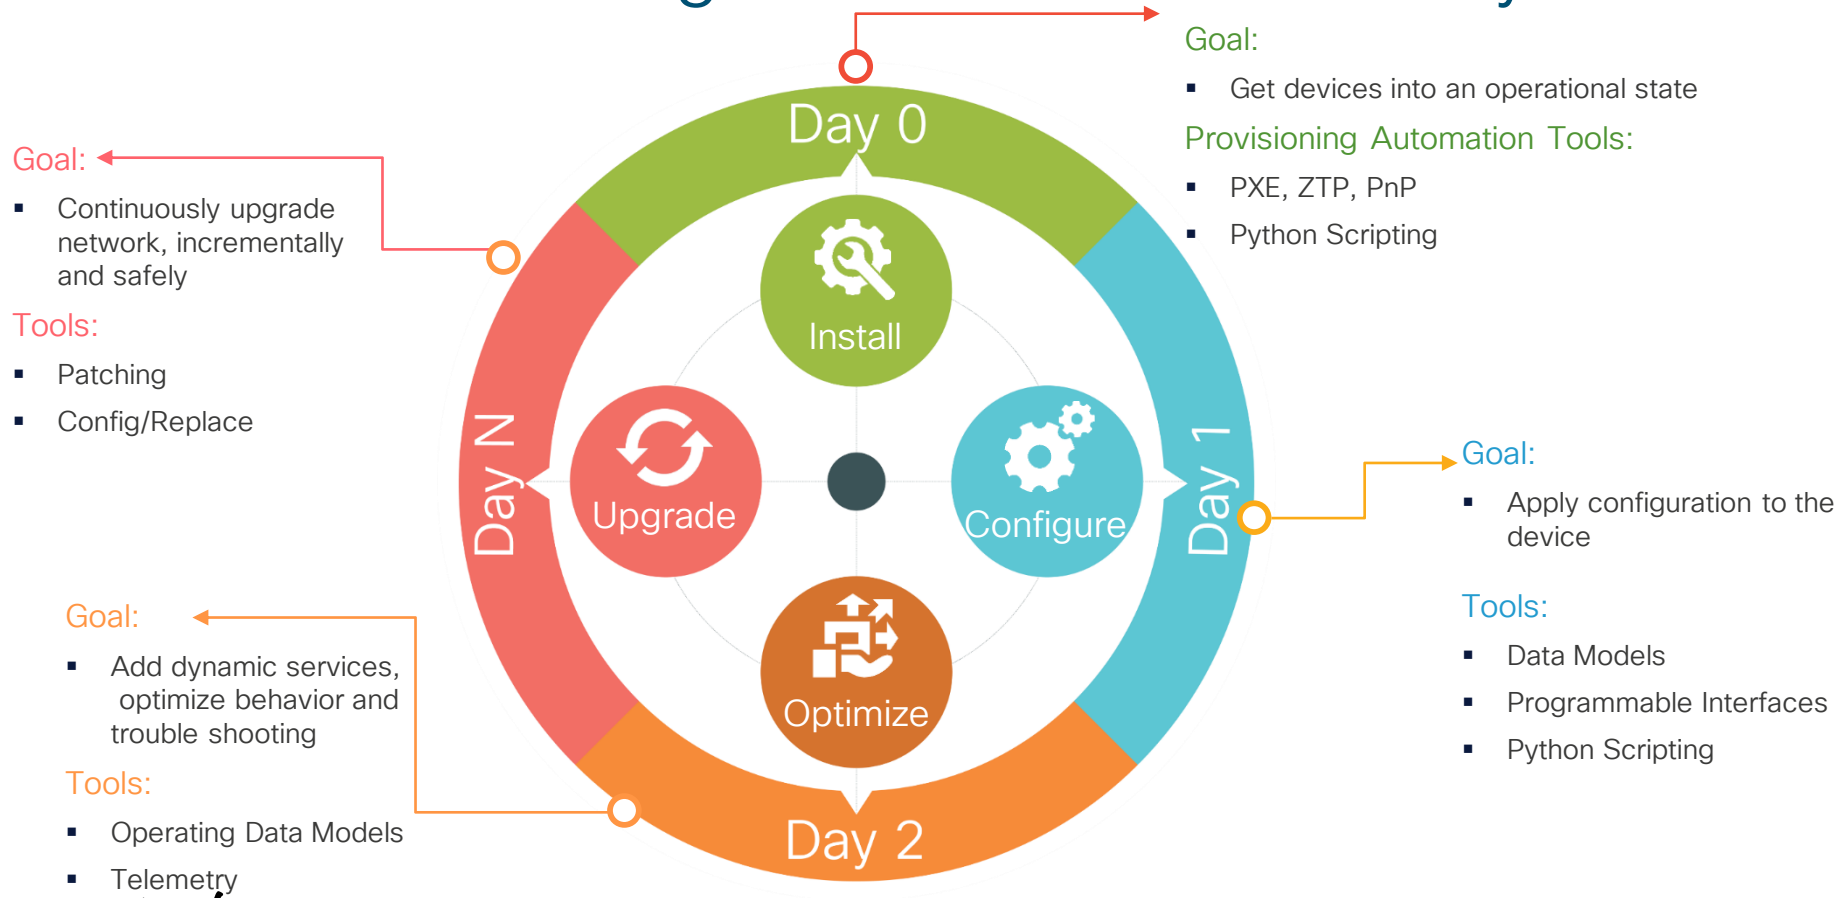 Goal:
▪ Get devices into an operational state
Provisioning Automation Tools:
▪ PXE, ZTP, PnP
▪ Python Scripting
Day 0
Goal:
▪ Continuously upgrade
network, incrementally
and safely
Tools:
▪ Patching
▪ Config/Replace
Install
Day N
Upgrade
Configure
Day 1
Goal:
▪ Apply configuration to the
device
Tools:
▪ Data Models
▪ Programmable Interfaces
▪ Python Scripting
Optimize
Day 2
Goal:
▪ Add dynamic services,
optimize behavior and
trouble shooting
Tools:
▪ Operating Data Models
▪ Telemetry